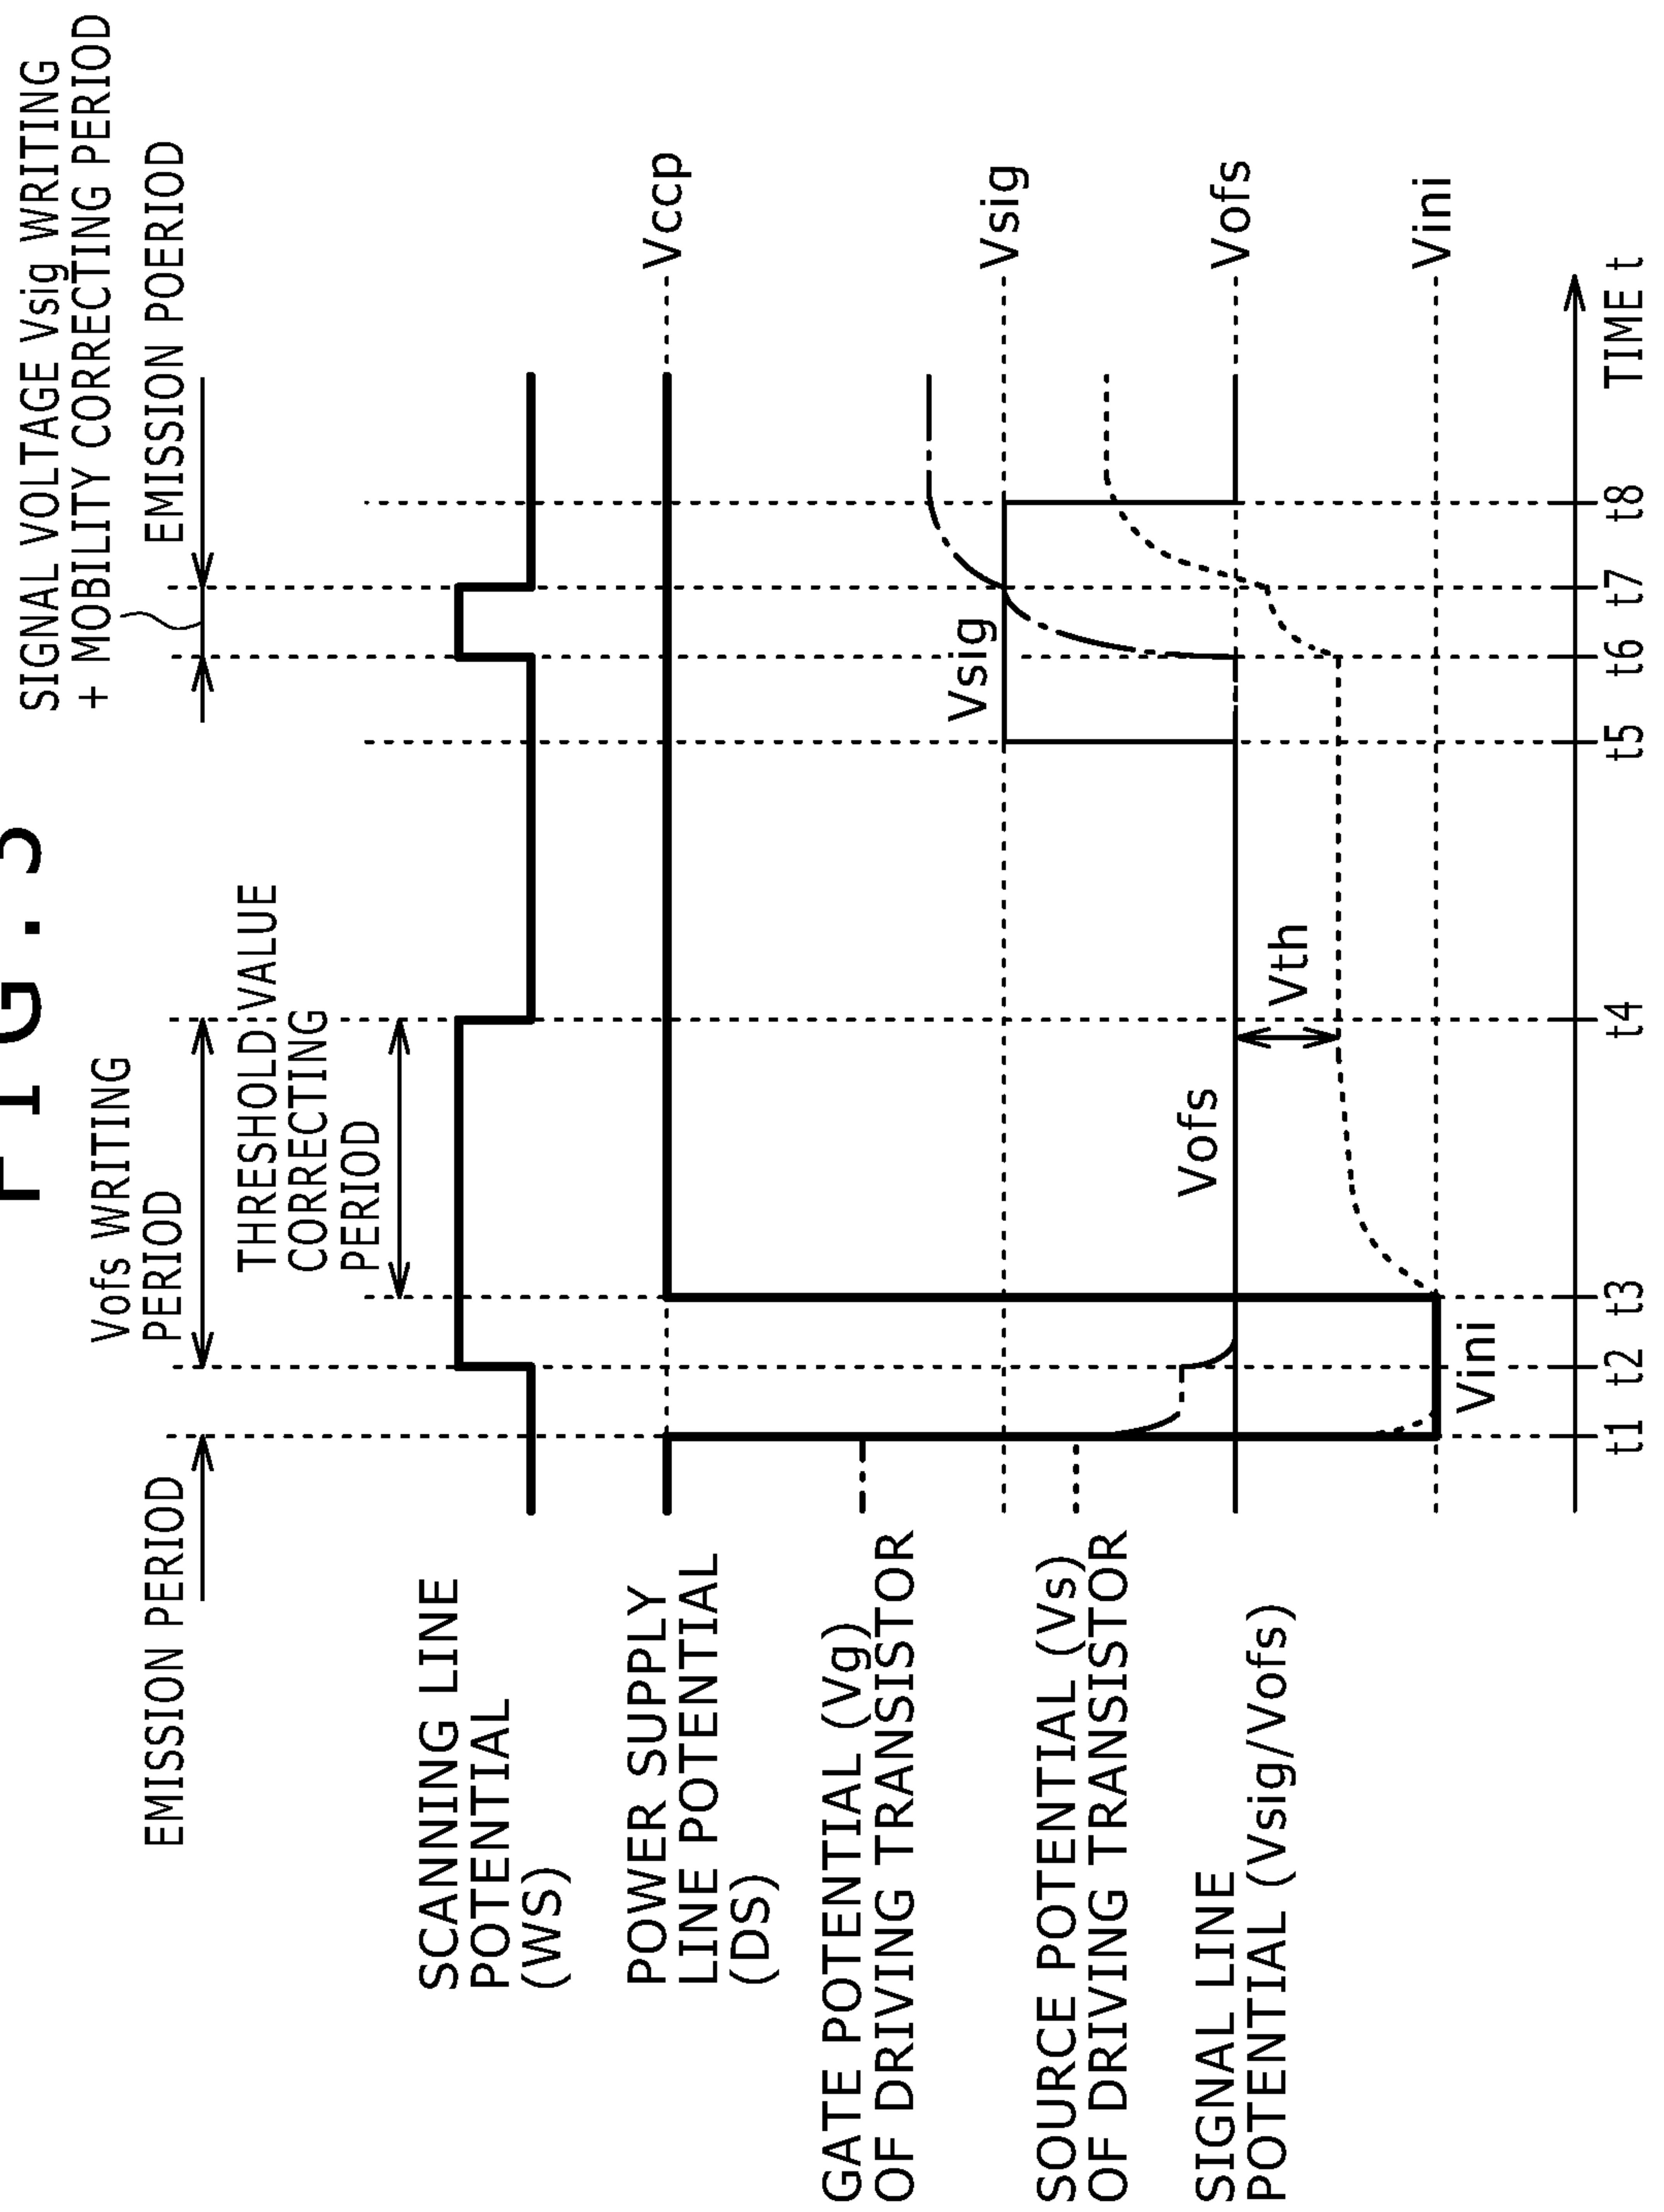 FIG.
SIGNAL VOLTAGE Vsig WRITING
+ MOBILITY CORRECTING PERIOD
Vofs WRITING
PERIOD
EMISSION PERIOD
EMISSION POERIOD
THRESHOLD VALUE
CORRECTING
PERIOD
SCANNING LINE
POTENTIAL
(WS)
POWER SUPPLY
LINE POTENTIAL
(DS)
Vccp
GATE POTENTIAL (Vg)
OF DRIVING TRANSISTOR
Vsig
Vsig
SOURCE POTENTIAL (Vs)
OF DRIVING TRANSISTOR
SIGNAL LINE
POTENTIAL (Vsig/Vofs)
Vofs
Vofs
Vth
Vini
Vini
t1 t2 t3 t4 t5 t6 t7 t8 TIME t